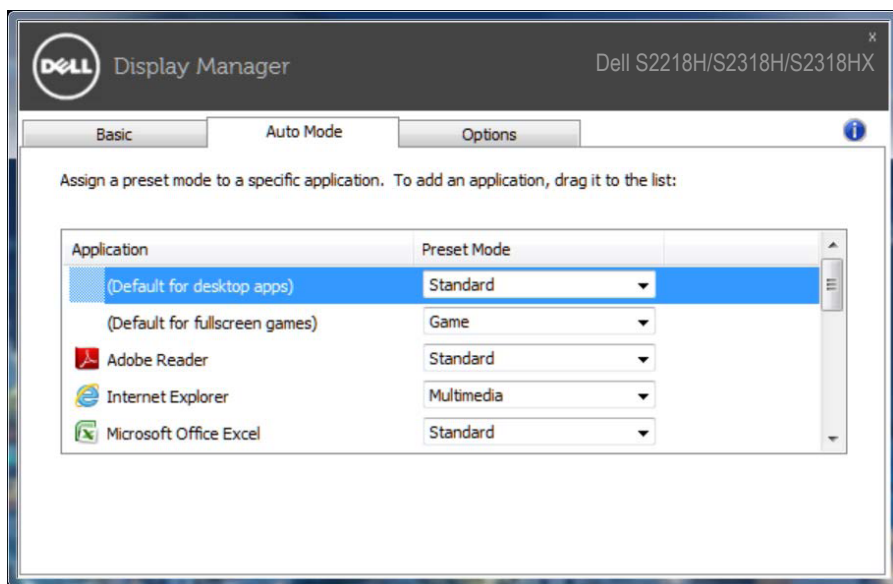 DELL Display Manager
x
Dell S2218H/S2318H/S2318HX
Basic Auto Mode Options
Assign a preset mode to a specific application. To add an application, drag it to the list:
Application Preset Mode
(Default for desktop apps) Standard
(Default for fullscreen games) Game
Adobe Reader Standard
Internet Explorer Multimedia
Microsoft Office Excel Standard